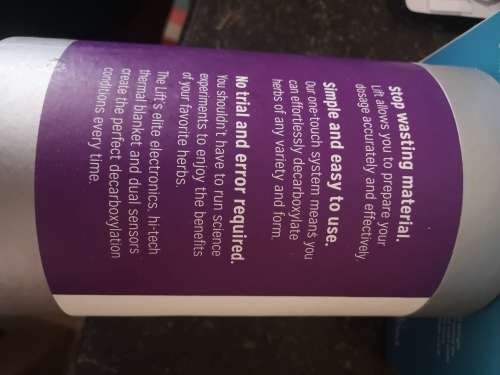 Stop wasting material.
Lift allows you to prepare your
dosage accurately and effectively.
Simple and easy to use.
Our one-touch system means you
can effortlessly decarboxylate
herbs of any variety and form.
No trial and error required.
You shouldn't have to run science
experiments to enjoy the benefits
of your favorite herbs.
The Lift's elite electronics, hi-tech
thermal blanket and dual sensors
create the perfect decarboxylation
conditions every time.